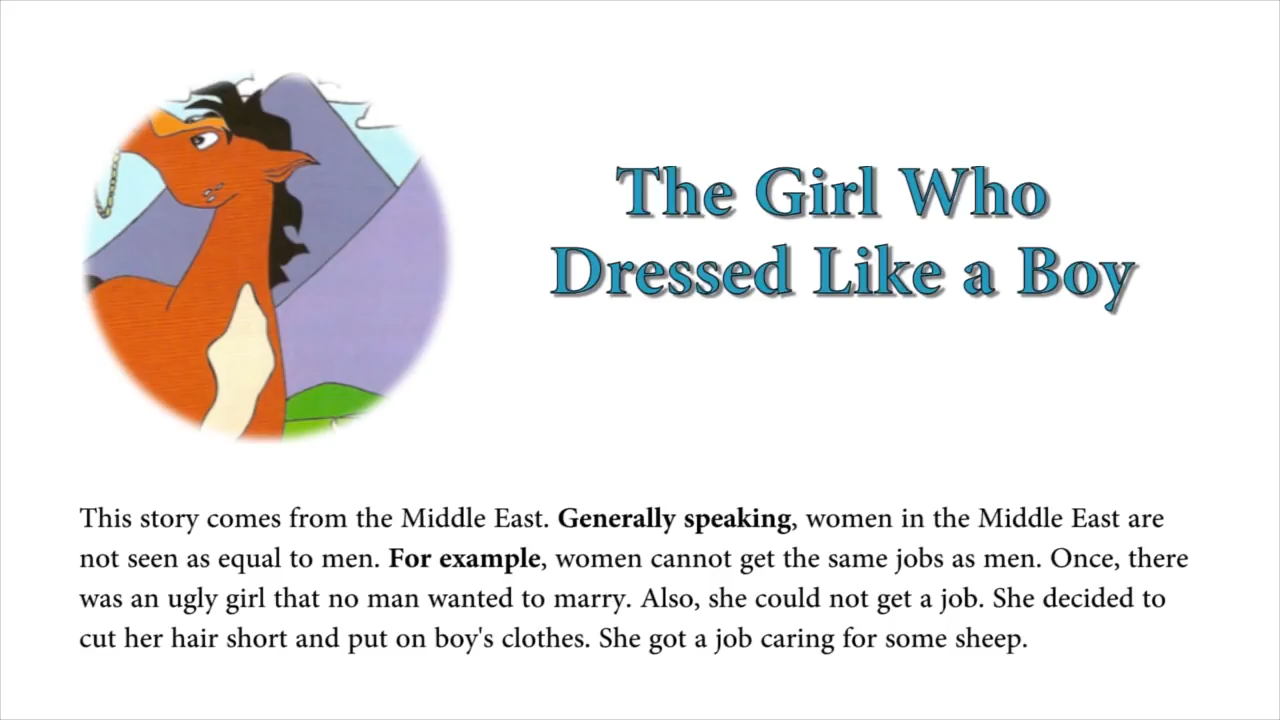 The Girl Who
Dressed Like a Boy
This story comes from the Middle East. Generally speaking, women in the Middle East are
not seen as equal to men. For example, women cannot get the same jobs as men. Once, there
was an ugly girl that no man wanted to marry. Also, she could not get a job. She decided to
cut her hair short and put on boy's clothes. She got a job caring for some sheep.